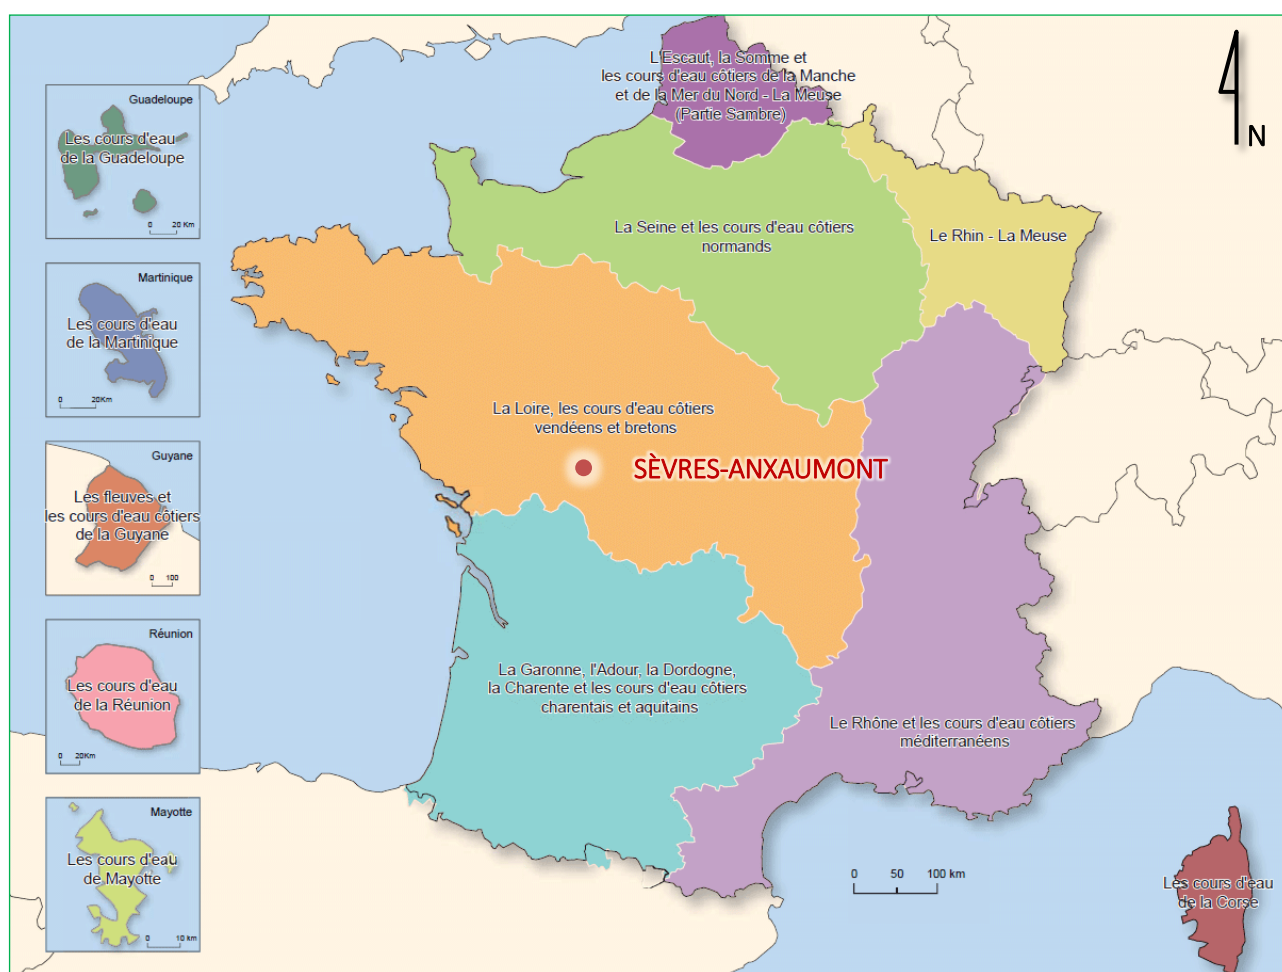 L'Escaut, la Somme et
les cours d'eau côtiers de la Manche
et de la Mer du Nord - La Meuse
(Partie Sambre)
N
Guadeloupe
Les cours d'eau
de la Guadeloupe
0 20 Km
La Seine et les cours d'eau côtiers
normands
Le Rhin - La Meuse
Martinique
Les cours d'eau
de la Martinique
0 20Km
La Loire, les cours d'eau côtiers
vendéens et bretons
SÈVRES-ANXAUMONT
Guyane
Les fleuves et
les cours d'eau côtiers
de la Guyane
0 100
Réunion
Les cours d'eau
de la Réunion
0 20Km
La Garonne, l'Adour, la Dordogne,
la Charente et les cours d'eau côtiers
charentais et aquitains
Le Rhône et les cours d'eau côtiers
méditerranéens
Mayotte
Les cours d'eau
de Mayotte
0 10 km
0 50 100 km
Les cours d'eau
de la Corse